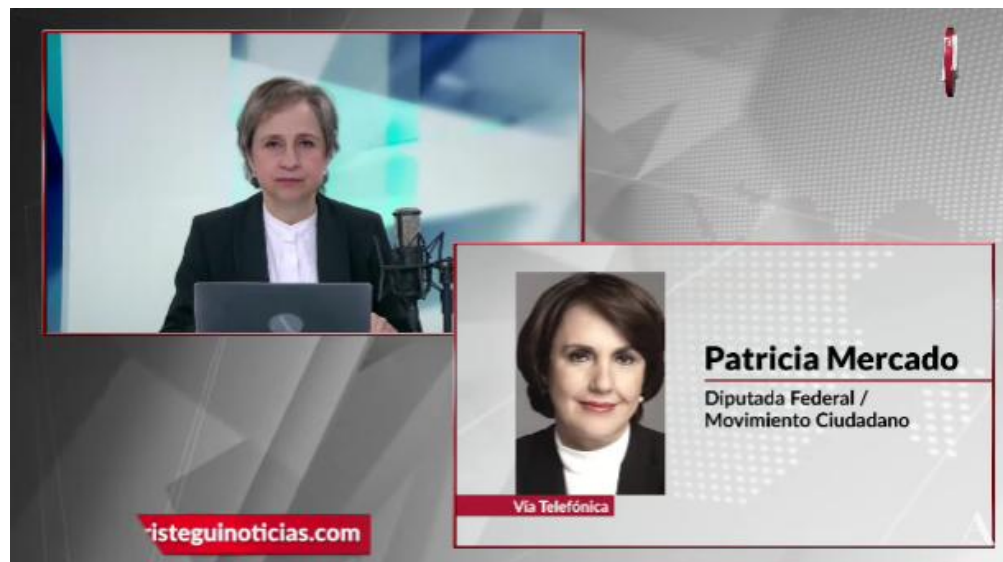 Patricia Mercado
Diputada Federal /
Movimiento Ciudadano
Vía Telefónica
risteguinoticias.com